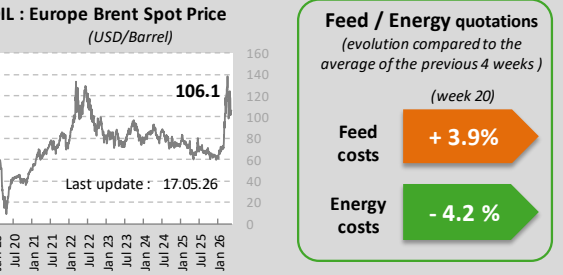 IL : Europe Brent Spot Price
(USD/Barrel)
160
140
120
100
80
60
40
20
0
106.1
Last update : 17.05.26
Jul 20
Jan 21
Jul 21
Jan 22
Jul 22
Jan 23
Jul 23
Jan 24
Jul 24
Jan 25
Jul 25
Jan 26
Feed / Energy quotations
(evolution compared to the
average of the previous 4 weeks )
(week 20)
Feed
costs
+ 3.9%
Energy
costs
- 4.2 %